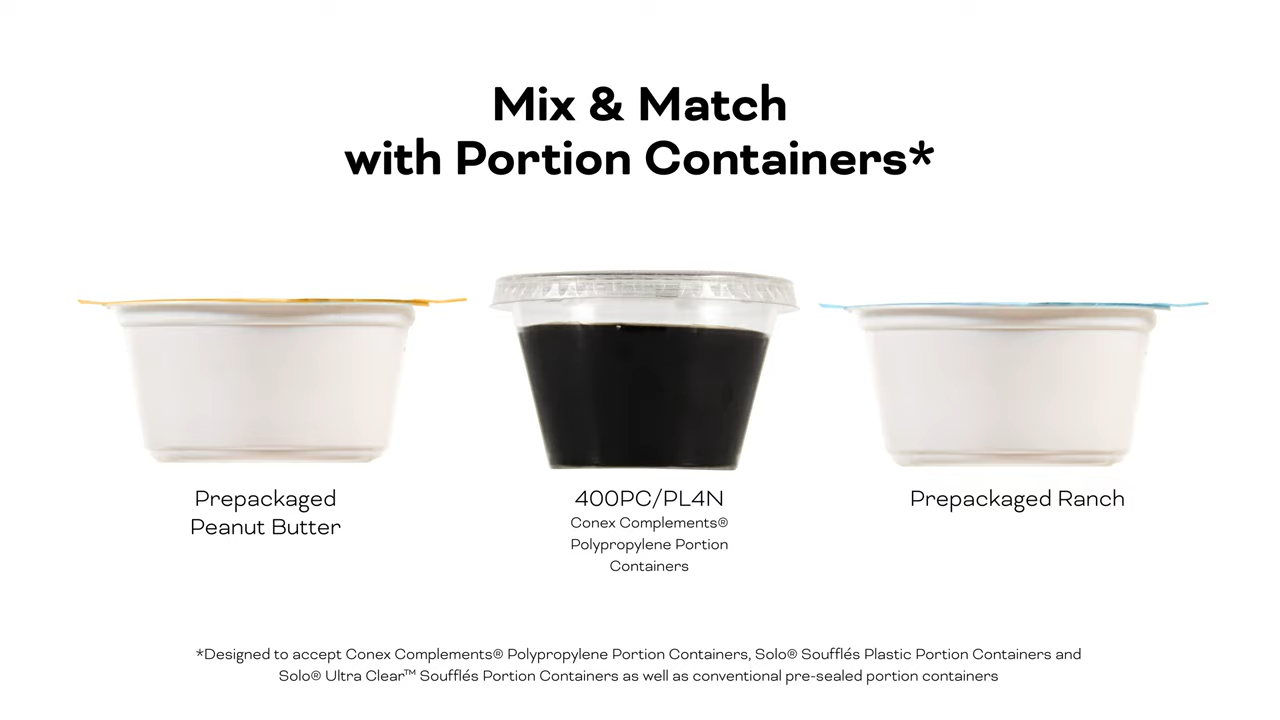 Mix & Match
with Portion Containers*
Prepackaged
Peanut Butter
400PC/PL4N
Conex Complements®
Polypropylene Portion
Containers
Prepackaged Ranch
*Designed to accept Conex Complements® Polypropylene Portion Containers, Solo® Soufflés Plastic Portion Containers and
Solo® Ultra Clear™ Soufflés Portion Containers as well as conventional pre-sealed portion containers